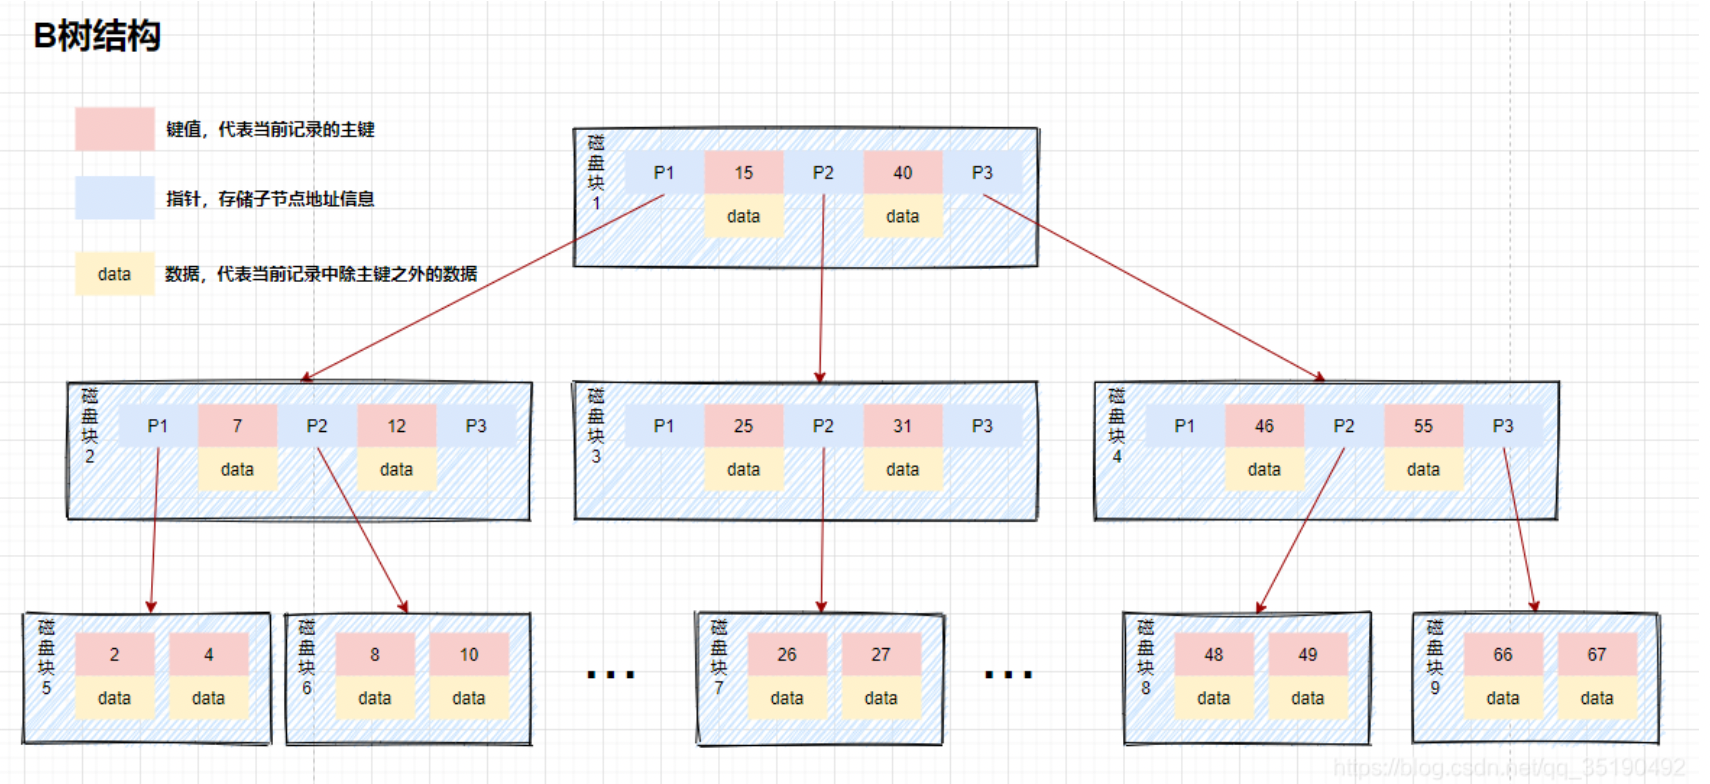 B树结构
键值，代表当前记录的主键
指针，存储子节点地址信息
data 数据，代表当前记录中除主键之外的数据
磁盘块1
P1 15 P2 40 P3
data data
磁盘块2
P1 7 P2 12 P3
data data
磁盘块3
P1 25 P2 31 P3
data data
磁盘块4
P1 46 P2 55 P3
data data
磁盘块5
2 4
data data
磁盘块6
8 10
data data
...
磁盘块7
26 27
data data
...
磁盘块8
48 49
data data
磁盘块9
66 67
data data
https://blog.csdn.net/qq_35190492